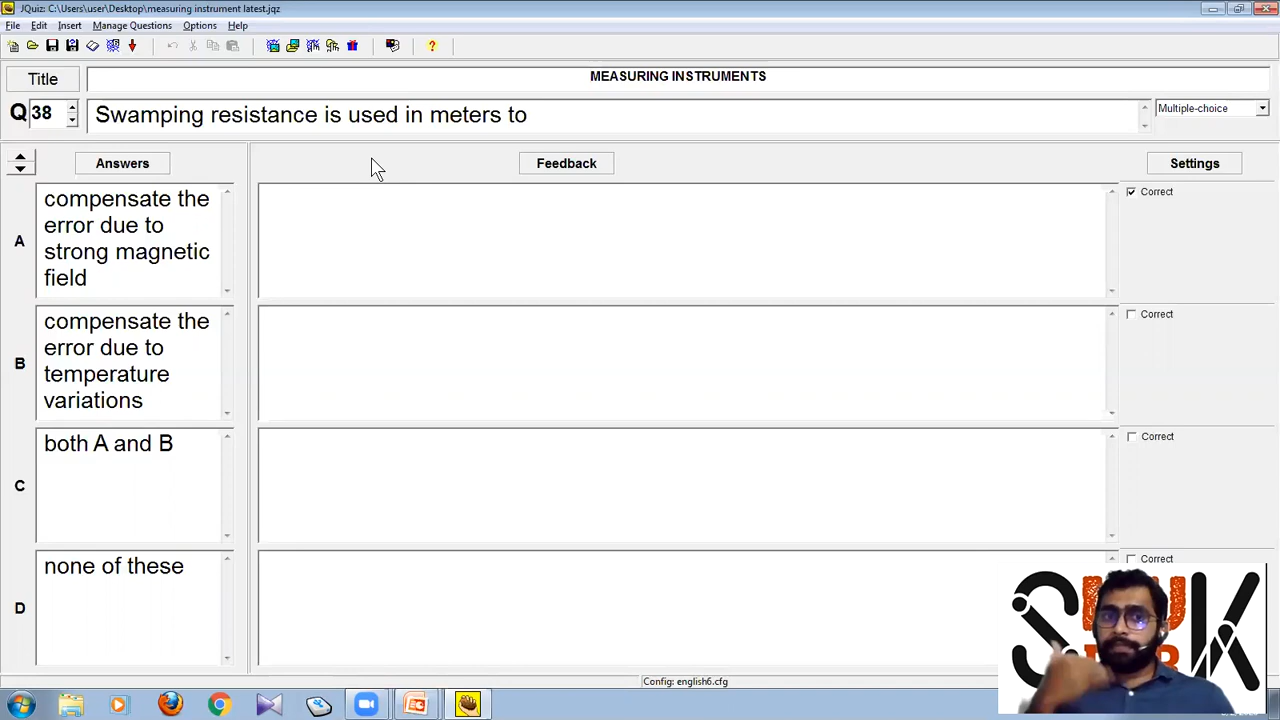 JQuiz: C:\Users\user\Desktop\measuring instrument latest.jqz
File Edit Insert Manage Questions Options Help
Title
MEASURING INSTRUMENTS
Q 38
Swamping resistance is used in meters to
Multiple-choice
Answers
Feedback
Settings
A
compensate the
error due to
strong magnetic
field
Correct
B
compensate the
error due to
temperature
variations
Correct
C
both A and B
Correct
D
none of these
Correct
Config: english6.cfg